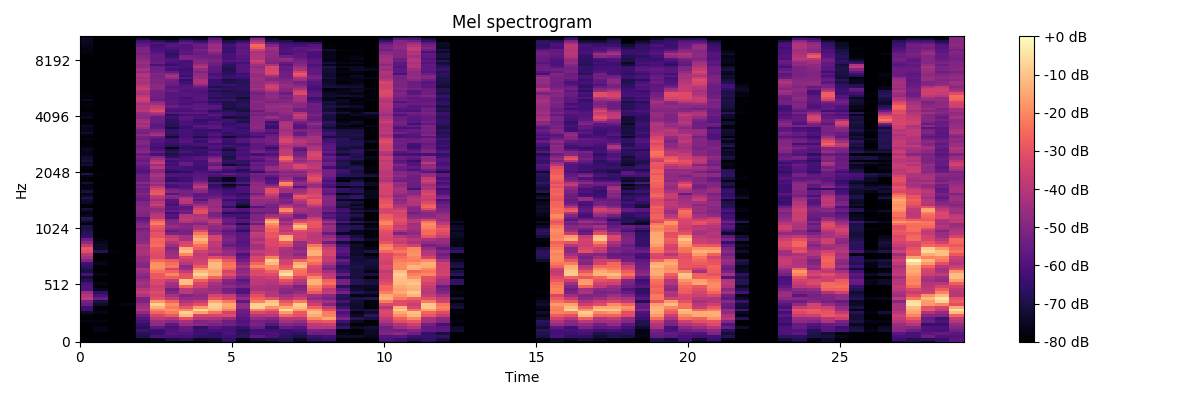 Mel spectrogram
8192
4096
2048
1024
512
0
Hz
0 5 10 15 20 25
Time
+0 dB
-10 dB
-20 dB
-30 dB
-40 dB
-50 dB
-60 dB
-70 dB
-80 dB